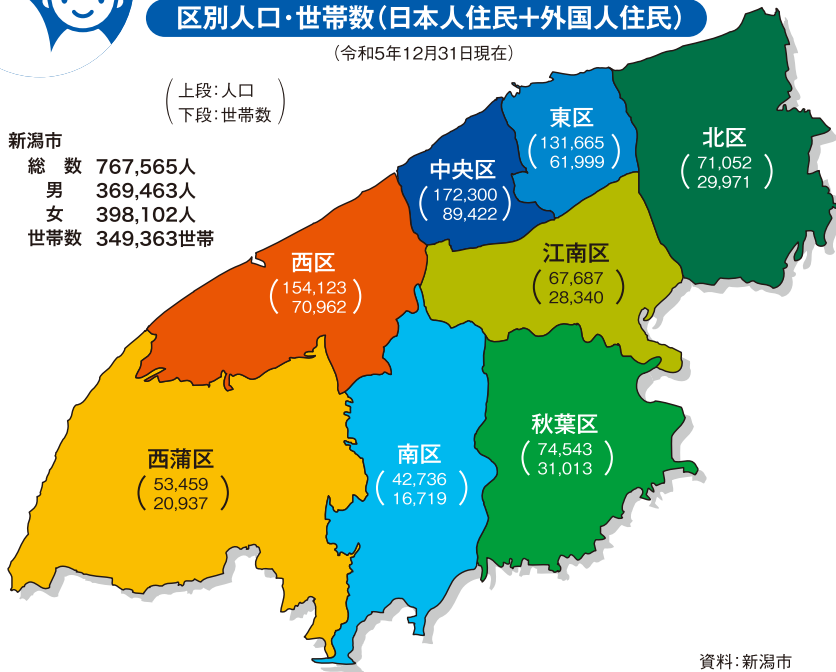 区別人口・世帯数（日本人住民＋外国人住民）
（令和5年12月31日現在）
（上段：人口
下段：世帯数）
新潟市
総　数　767,565人
男　369,463人
女　398,102人
世帯数　349,363世帯
北区
（71,052
29,971）
東区
（131,665
61,999）
中央区
（172,300
89,422）
江南区
（67,687
28,340）
西区
（154,123
70,962）
秋葉区
（74,543
31,013）
南区
（42,736
16,719）
西蒲区
（53,459
20,937）
資料：新潟市